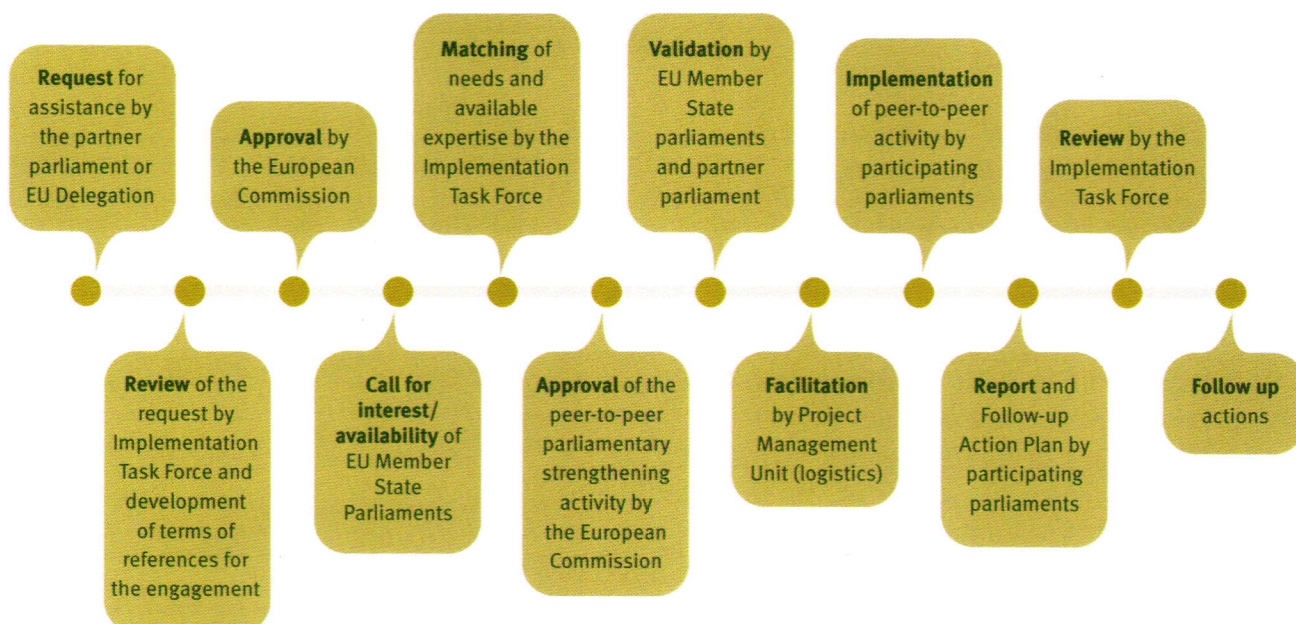 Request for
assistance by
the partner
parliament or
EU Delegation
Review of the
request by
Implementation
Task Force and
development
of terms of
references for
the engagement
Approval by
the European
Commission
Call for
interest/
availability of
EU Member
State
Parliaments
Matching of
needs and
available
expertise by the
Implementation
Task Force
Approval of the
peer-to-peer
parliamentary
strengthening
activity by
the European
Commission
Validation by
EU Member
State
parliaments
and partner
parliament
Facilitation
by Project
Management
Unit (logistics)
Implementation
of peer-to-peer
activity by
participating
parliaments
Report and
Follow-up
Action Plan by
participating
parliaments
Review by the
Implementation
Task Force
Follow up
actions